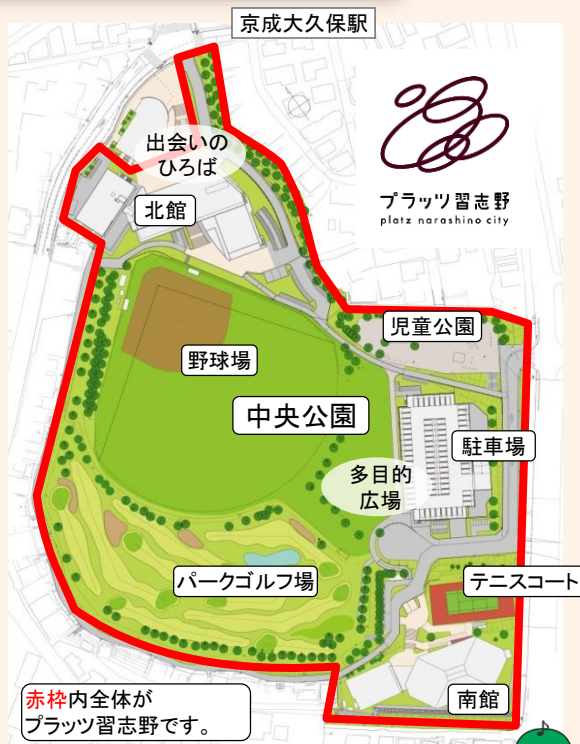 京成大久保駅
出会いの
ひろば
北館
プラッツ習志野
platz narashino city
児童公園
野球場
中央公園
駐車場
多目的
広場
パークゴルフ場
テニスコート
南館
赤枠内全体が
プラッツ習志野です。